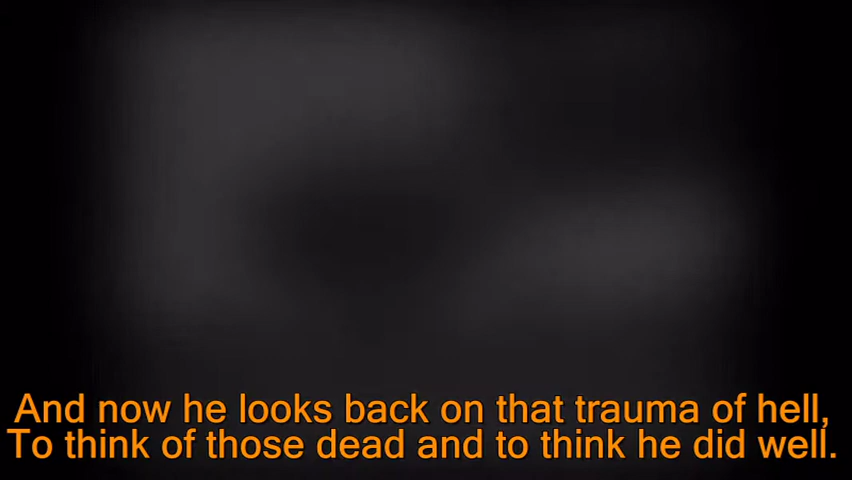 And now he looks back on that trauma of hell,
To think of those dead and to think he did well.